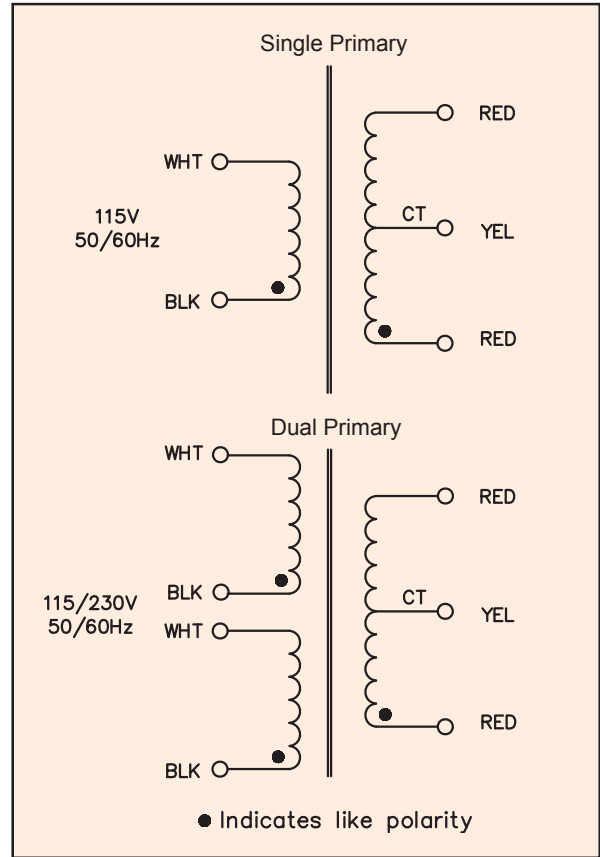 Single Primary
WHT
RED
115V
50/60Hz
CT
YEL
BLK
RED
Dual Primary
WHT
RED
BLK
115/230V
50/60Hz
WHT
CT
YEL
RED
BLK
Indicates like polarity